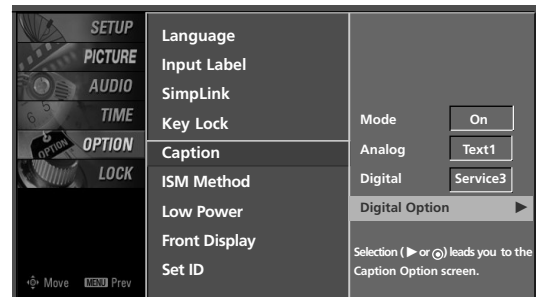 SETUP
PICTURE
AUDIO
TIME
OPTION
LOCK
Move MENU Prev
Language
Input Label
SimpLink
Key Lock
Caption
ISM Method
Low Power
Front Display
Set ID
Mode On
Analog Text1
Digital Service3
Digital Option ▶
Selection ( ▶ or ◉) leads you to the
Caption Option screen.